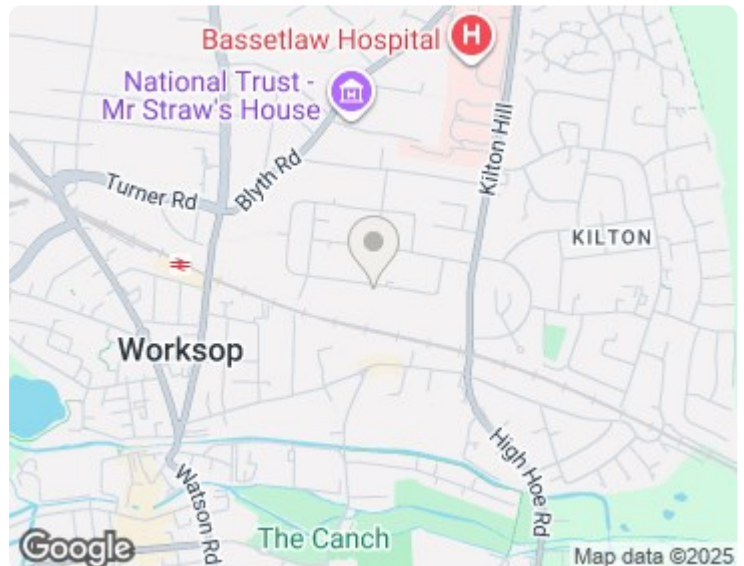 Bassetlaw Hospital
H
National Trust -
Mr Straw's House
Kilton Hill
Turner Rd
Blyth Rd
KILTON
Worksop
High Hoe Rd
Watson Rd
The Canch
Google
Map data ©2025